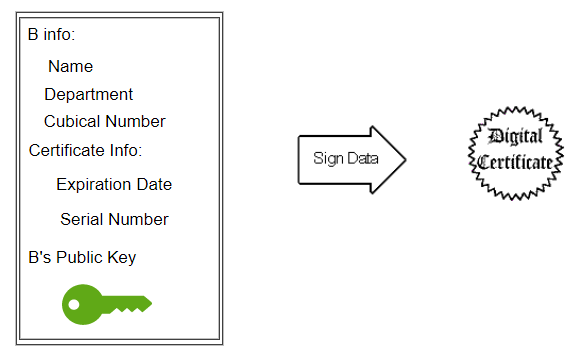 B info:
Name
Department
Cubical Number
Certificate Info:
Expiration Date
Serial Number
B's Public Key
Sign Data
Digital
Certificate